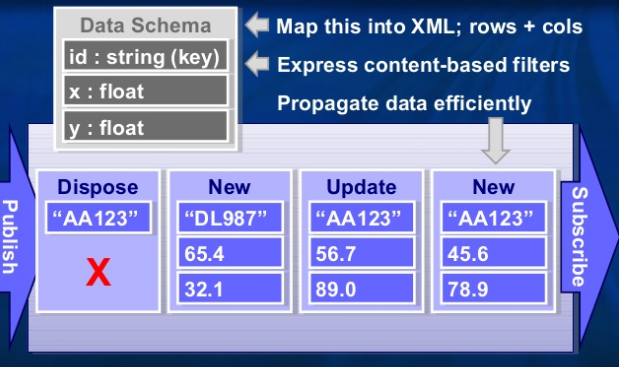 Data Schema
id : string (key)
x : float
y : float
Map this into XML; rows + cols
Express content-based filters
Propagate data efficiently
Publish
Dispose
“AA123”
X
New
“DL987”
65.4
32.1
Update
“AA123”
56.7
89.0
New
“AA123”
45.6
78.9
Subscribe